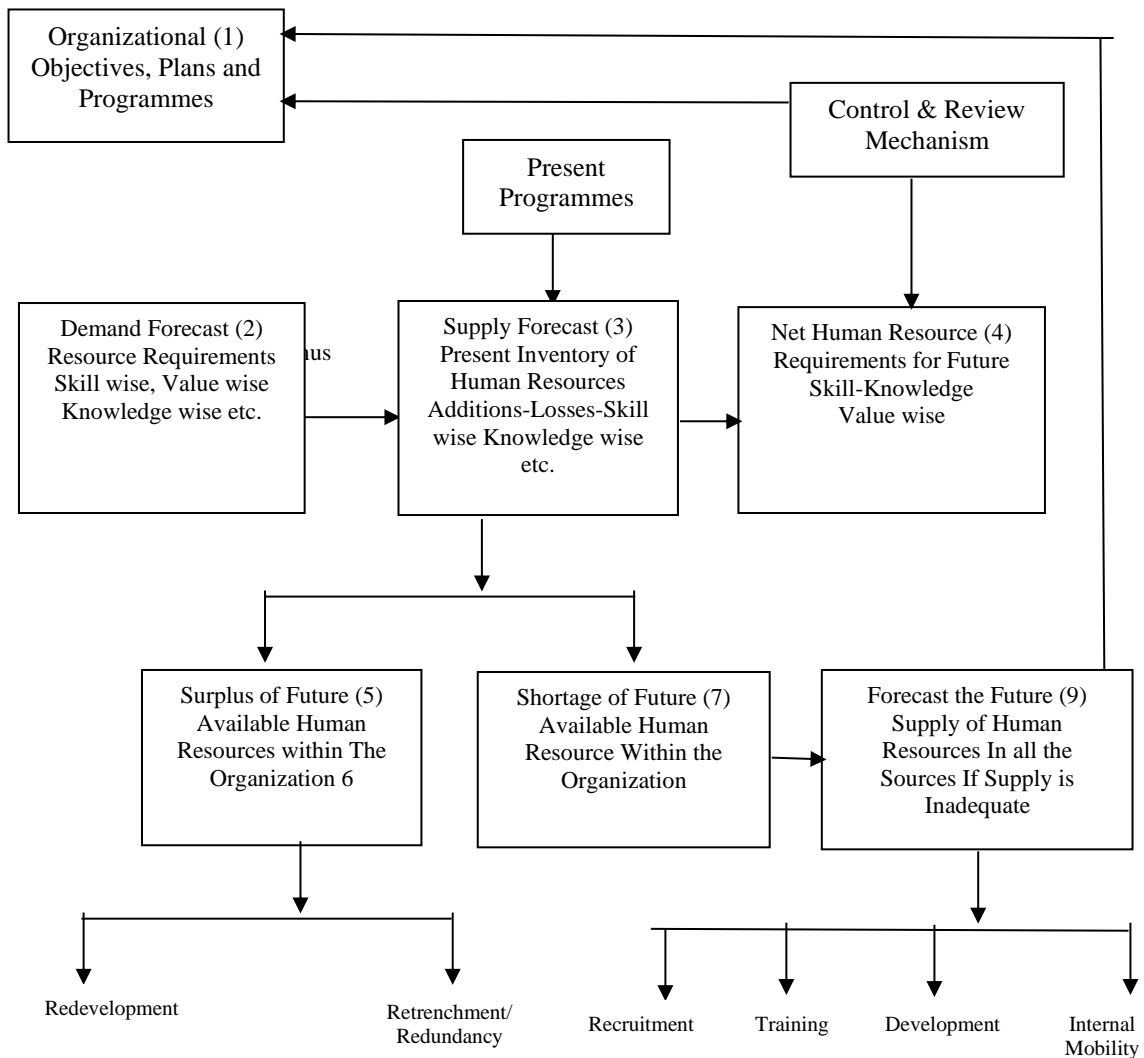 Organizational (1)
Objectives, Plans and
Programmes
Control & Review
Mechanism
Present
Programmes
Demand Forecast (2)
Resource Requirements
Skill wise, Value wise
Knowledge wise etc.
Supply Forecast (3)
Present Inventory of
Human Resources
Additions-Losses-Skill
wise Knowledge wise
etc.
Net Human Resource (4)
Requirements for Future
Skill-Knowledge
Value wise
Surplus of Future (5)
Available Human
Resources within The
Organization 6
Shortage of Future (7)
Available Human
Resource Within the
Organization
Forecast the Future (9)
Supply of Human
Resources In all the
Sources If Supply is
Inadequate
Redevelopment
Retrenchment/
Redundancy
Recruitment
Training
Development
Internal
Mobility